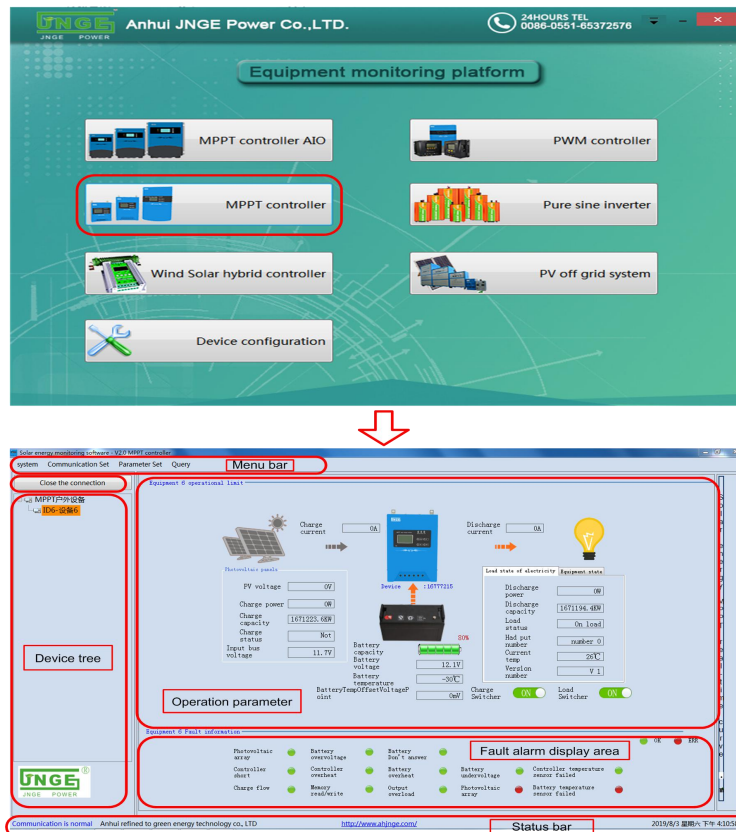 JNGE
JNGE POWER
Anhui JNGE Power Co.,LTD.
24HOURS TEL
0086-0551-65372576
Equipment monitoring platform
MPPT controller AIO
PWM controller
MPPT controller
Pure sine inverter
Wind Solar hybrid controller
PV off grid system
Device configuration
Solar energy monitoring software - V2.0 MPPT controller
system Communication Set Parameter Set Query
Menu bar
Close the connection
MPPT户外设备
ID6-设备6
Device tree
JNGE®
JNGE POWER
Equipment 6 operational limit
Charge current 0A
Discharge current 0A
Photovoltaic panels
PV voltage 0V
Charge power 0W
Charge capacity 1671223.6KW
Charge status Not
Input bus voltage 11.7V
Device :16777215
80%
Battery capacity
Battery voltage 12.1V
Battery temperature -30℃
BatteryTempOffsetVoltagePoint 0mV
Load state of electricity Equipment state
Discharge power 0W
Discharge capacity 1671194.4KW
Load status On load
Had put number number 0
Current temp 26℃
Version number V 1
Charge Switcher ON
Load Switcher ON
Operation parameter
Equipment 6 Fault information
OK ERR
Fault alarm display area
Photovoltaic array
Battery overvoltage
Battery Don't answer
Controller short
Controller overheat
Battery overheat
Battery undervoltage
Controller temperature sensor failed
Charge flow
Memory read/write
Output overload
Photovoltaic array
Battery temperature sensor failed
Communication is normal Anhui refined to green energy technology co., LTD http://www.ahjnge.com/
Status bar
2019/8/3 星期六 下午 4:10:58